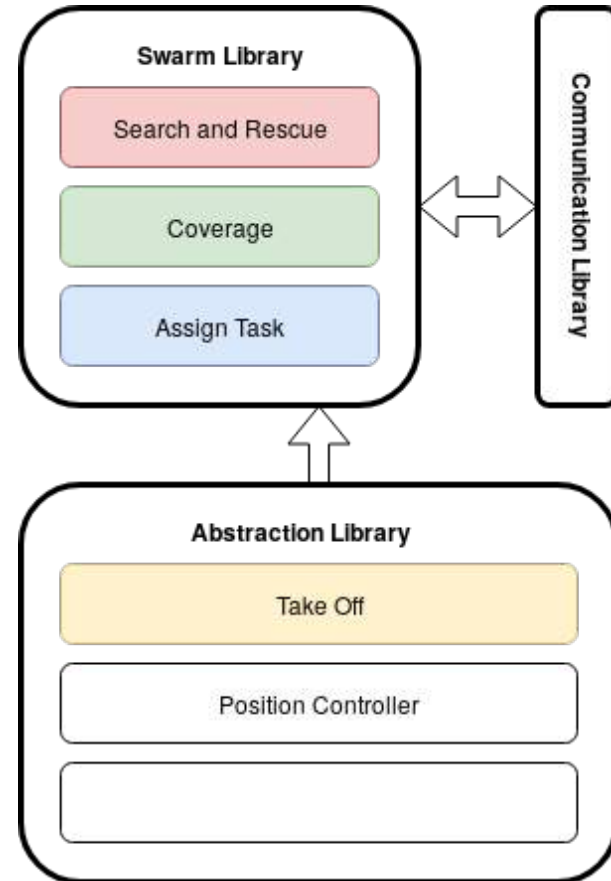 Swarm Library
Search and Rescue
Coverage
Assign Task
Communication Library
Abstraction Library
Take Off
Position Controller